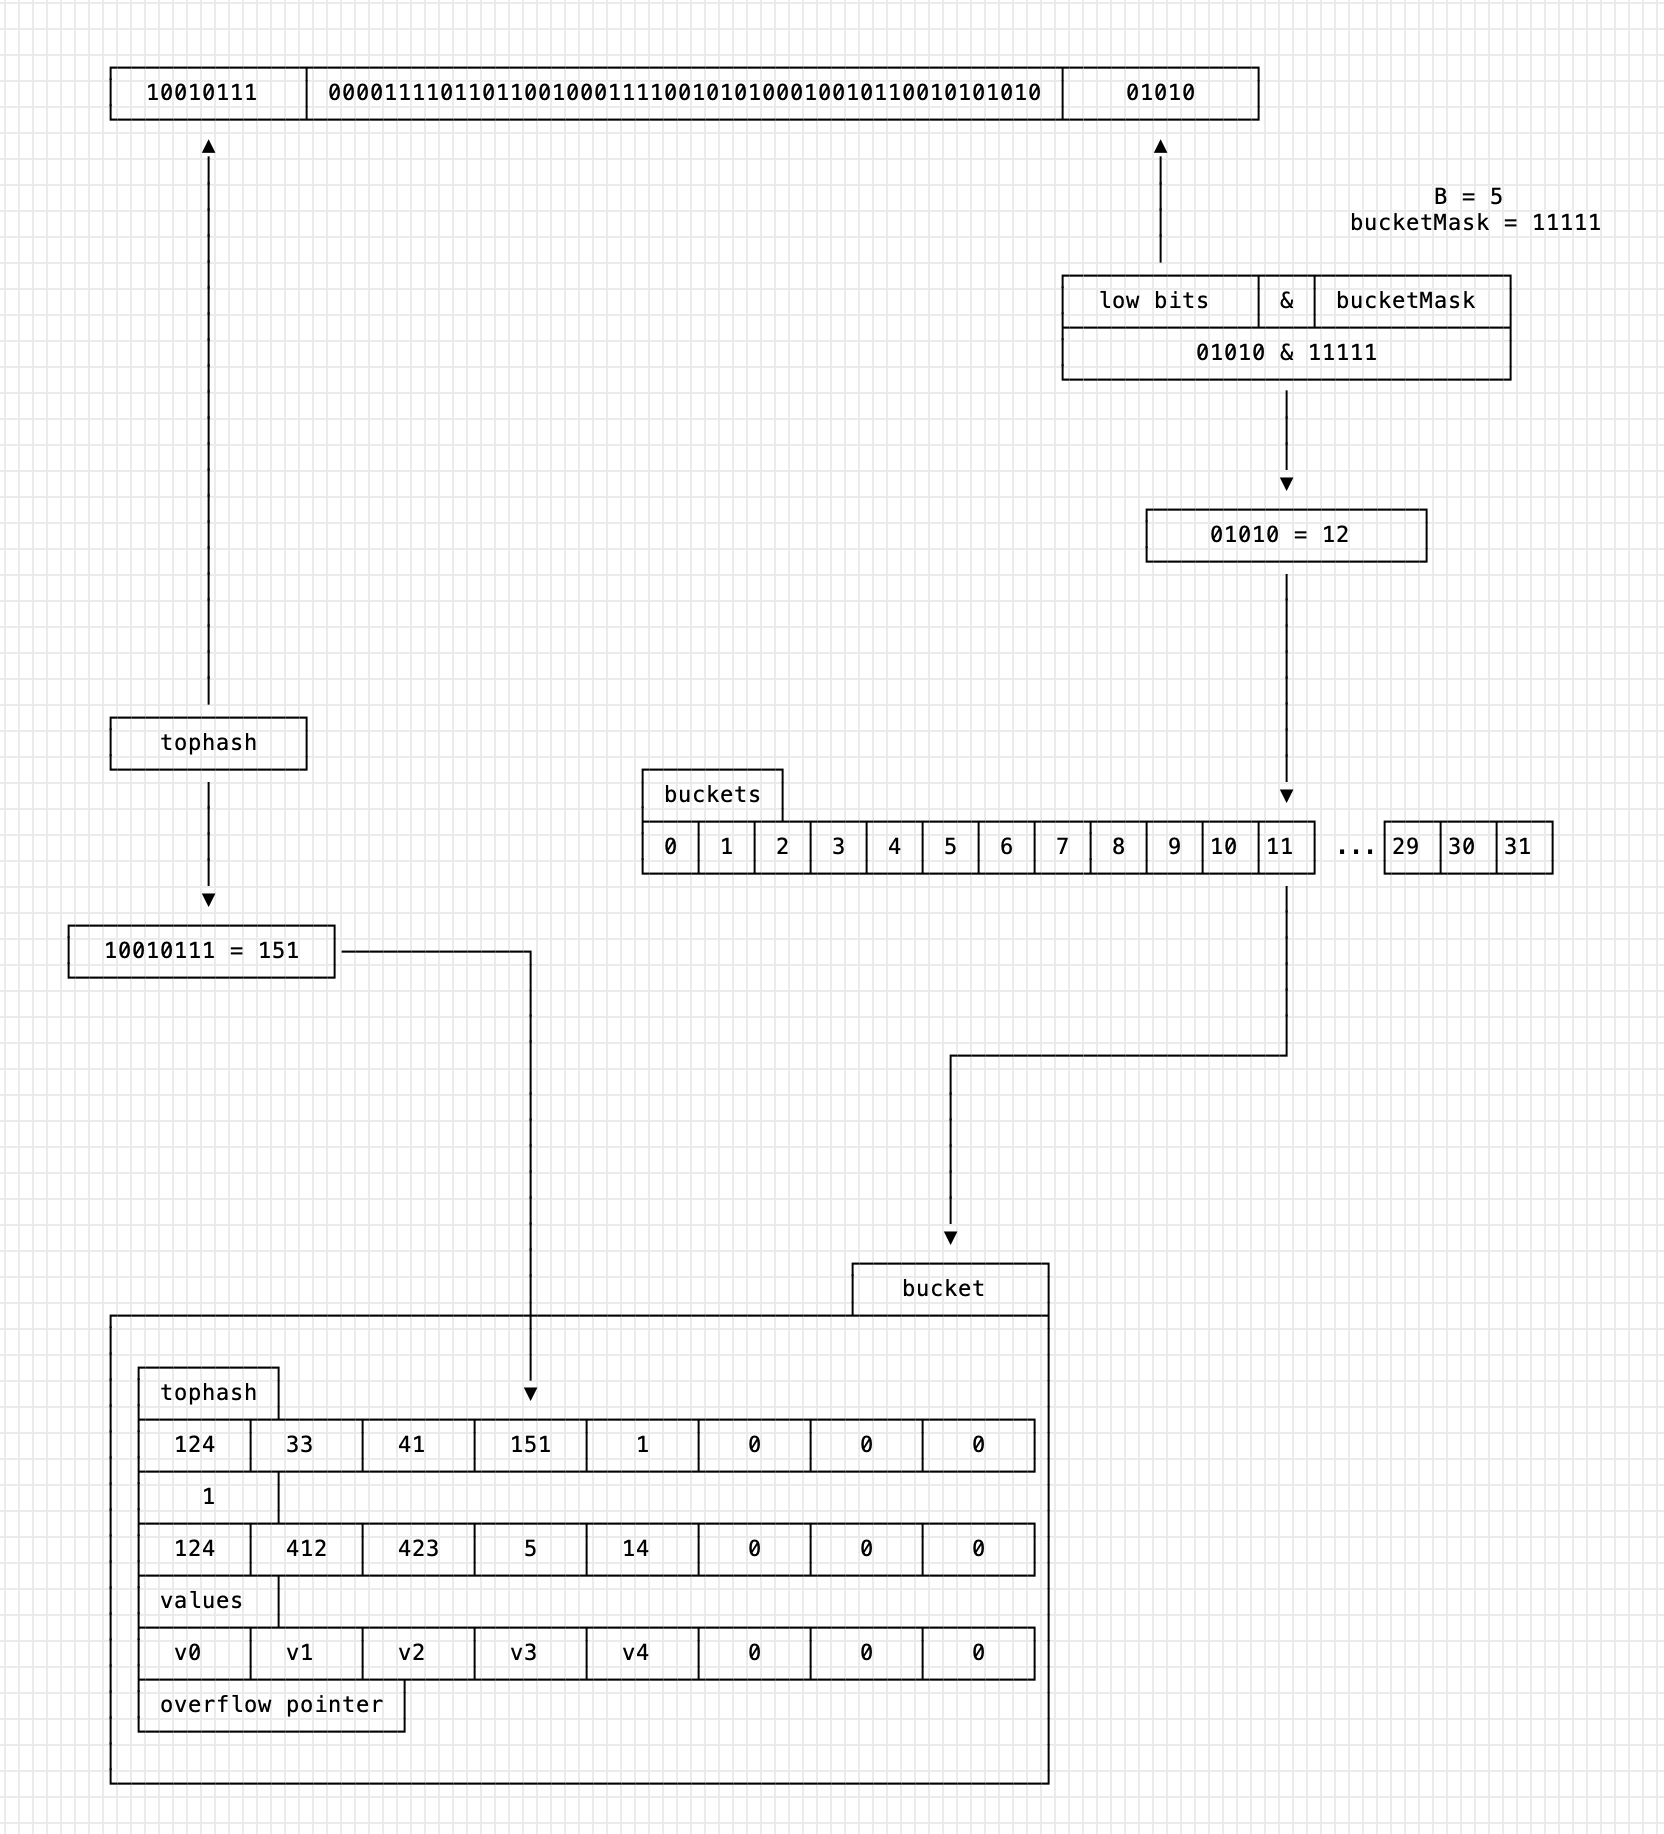 10010111 000011110110110010001111100101010001001011001010101010 01010
B = 5
bucketMask = 11111
low bits & bucketMask
01010 & 11111
01010 = 12
tophash
buckets
0 1 2 3 4 5 6 7 8 9 10 11 ... 29 30 31
10010111 = 151
bucket
tophash
124 33 41 151 1 0 0 0
1
124 412 423 5 14 0 0 0
values
v0 v1 v2 v3 v4 0 0 0
overflow pointer